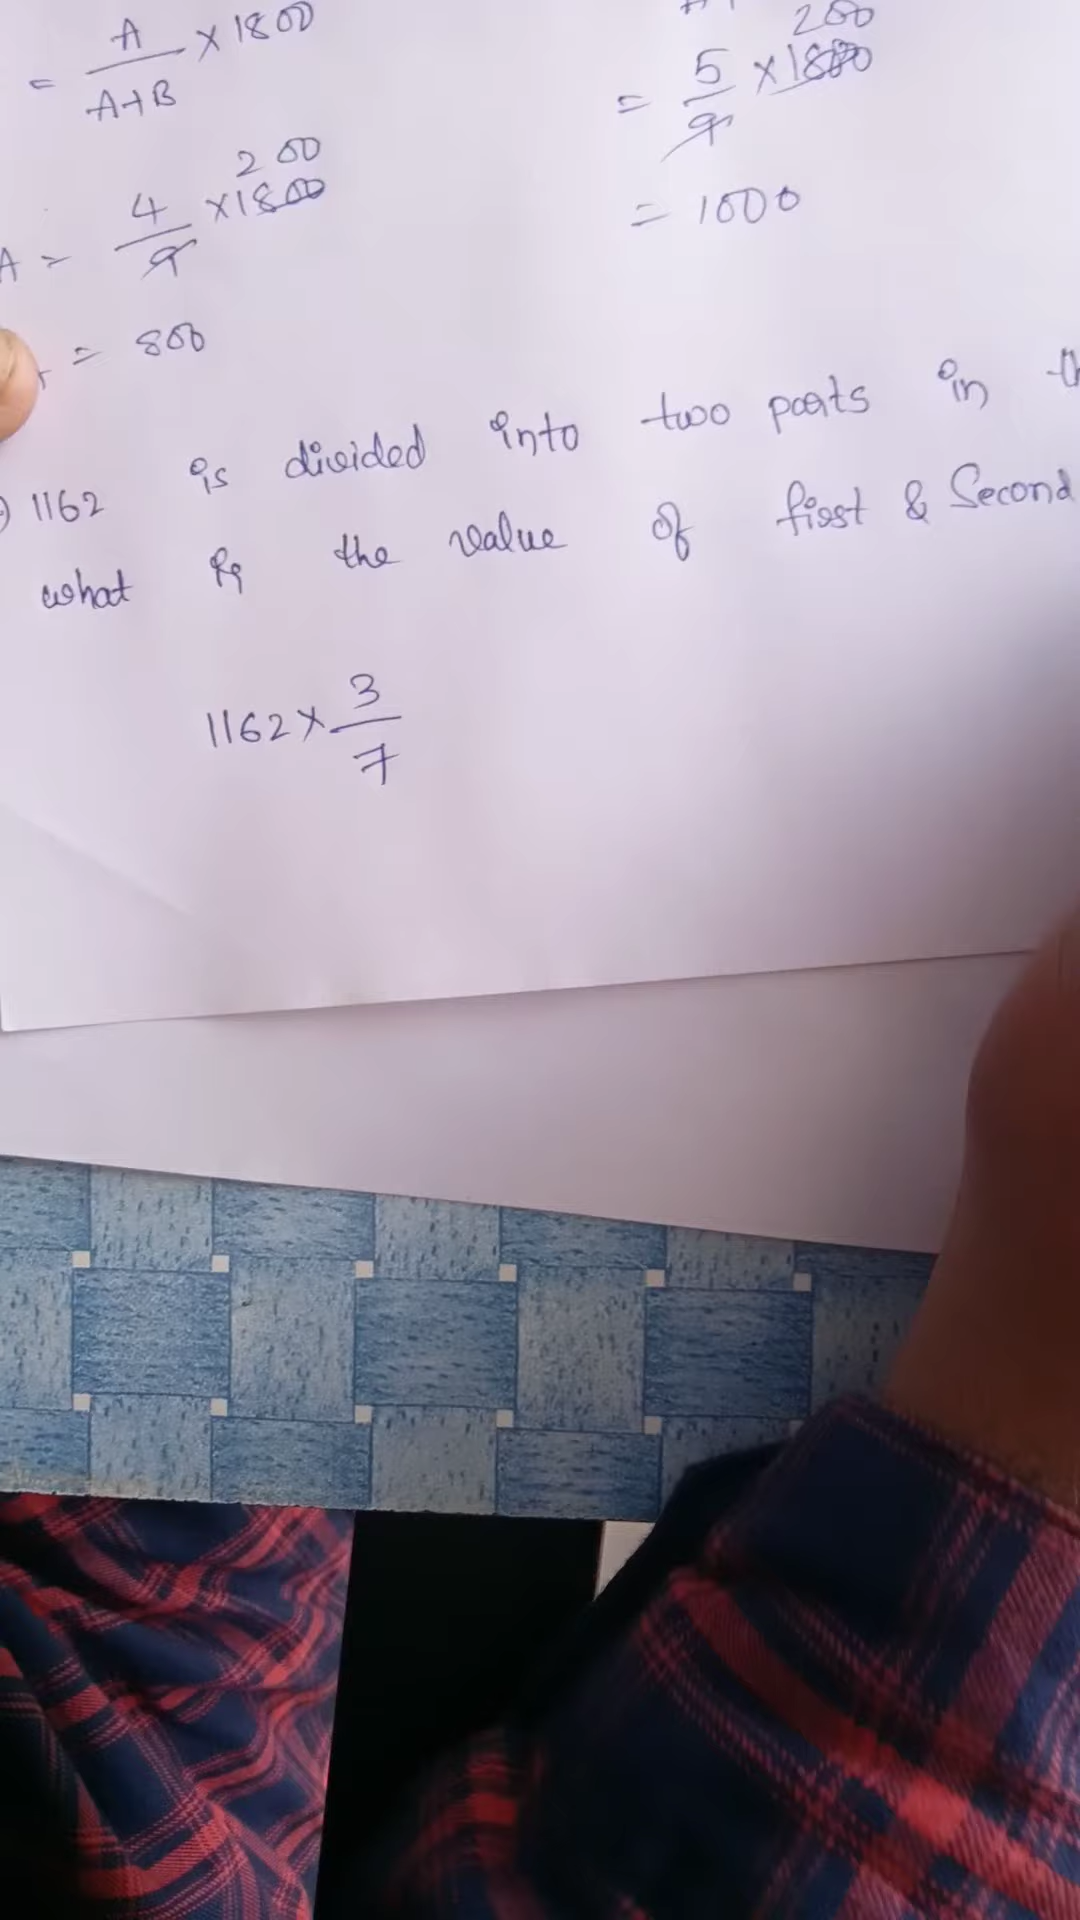 = A/A+B × 1800
200
= 5/9 × 1800
200
A = 4/9 × 1800
= 1000
= 800
1162 is divided into two parts in
what is the value of first & Second
1162 × 3/7